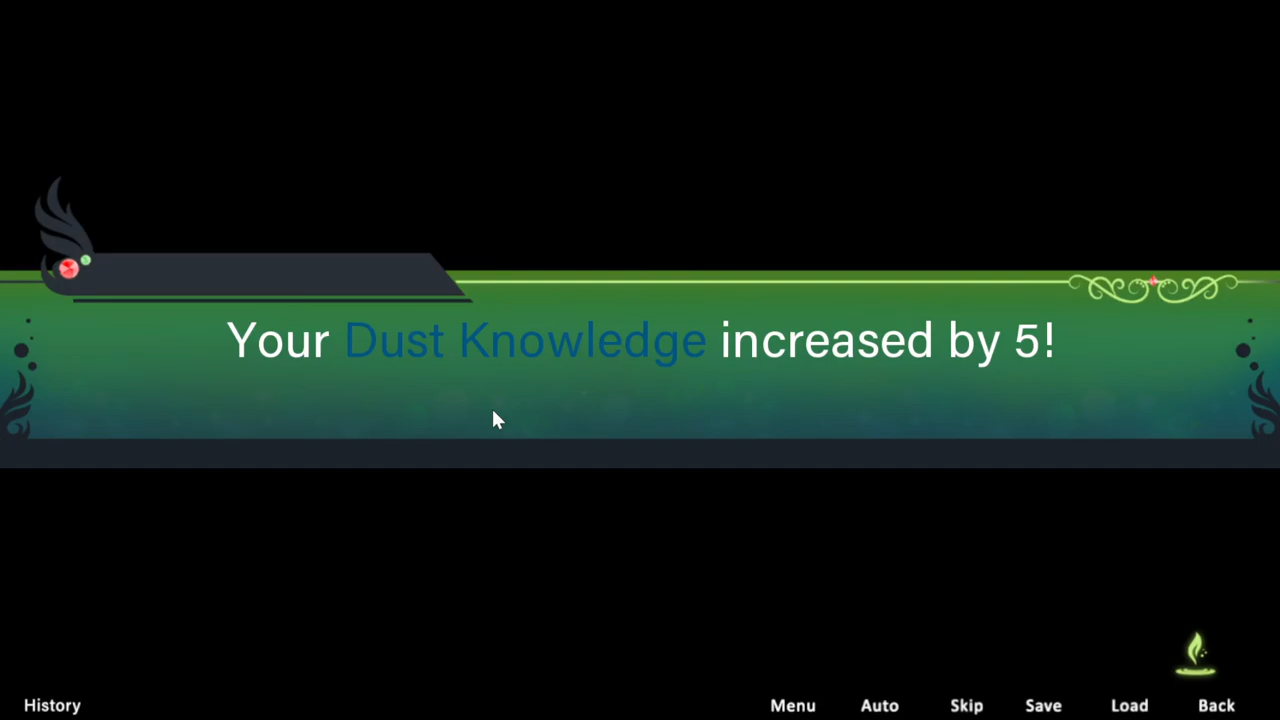 Your Dust Knowledge increased by 5!
History
Menu
Auto
Skip
Save
Load
Back